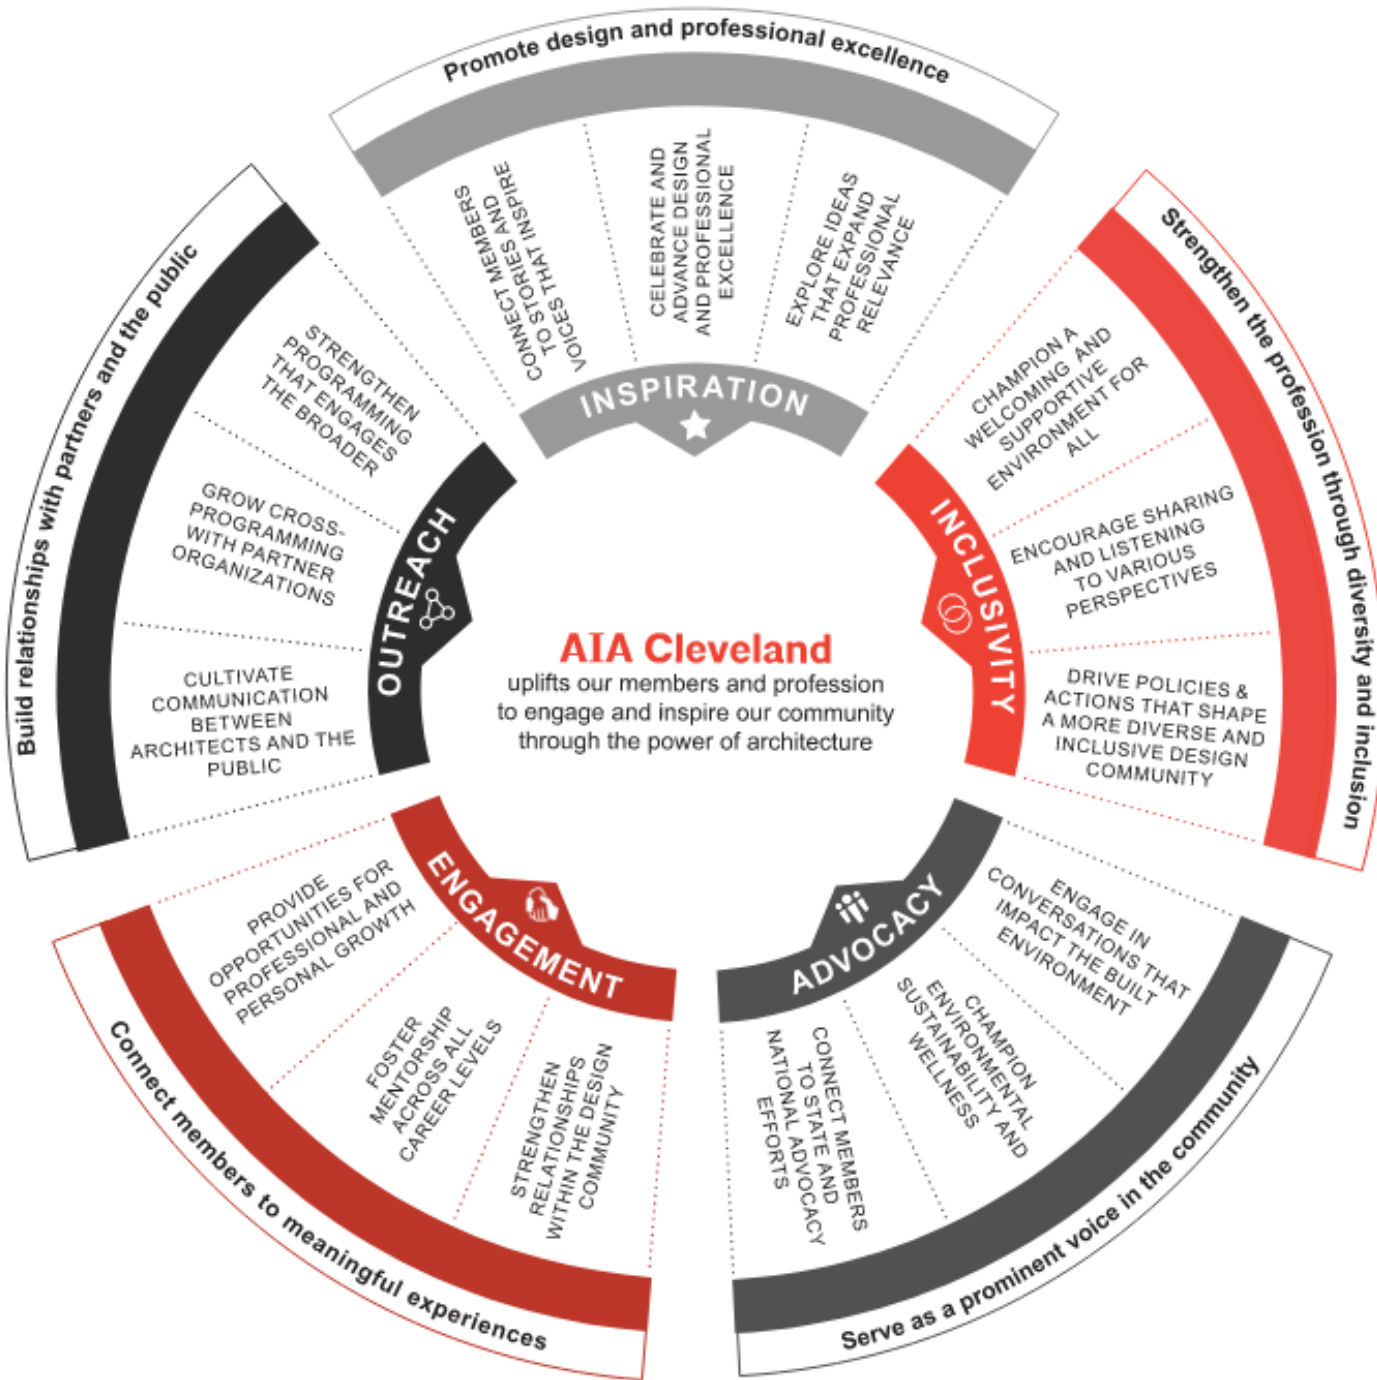 AIA Cleveland
uplifts our members and profession
to engage and inspire our community
through the power of architecture
Promote design and professional excellence
INSPIRATION
CONNECT MEMBERS
TO STORIES AND
VOICES THAT INSPIRE
CELEBRATE AND
ADVANCE DESIGN
AND PROFESSIONAL
EXCELLENCE
EXPLORE IDEAS
THAT EXPAND
PROFESSIONAL
RELEVANCE
Strengthen the profession through diversity and inclusion
INCLUSIVITY
CHAMPION A
WELCOMING AND
SUPPORTIVE
ENVIRONMENT FOR
ALL
ENCOURAGE SHARING
AND LISTENING
TO VARIOUS
PERSPECTIVES
DRIVE POLICIES &
ACTIONS THAT SHAPE
A MORE DIVERSE AND
INCLUSIVE DESIGN
COMMUNITY
Serve as a prominent voice in the community
ADVOCACY
ENGAGE IN
CONVERSATIONS THAT
IMPACT THE BUILT
ENVIRONMENT
CHAMPION
ENVIRONMENTAL
SUSTAINABILITY AND
WELLNESS
CONNECT MEMBERS
TO STATE AND
NATIONAL ADVOCACY
EFFORTS
Connect members to meaningful experiences
ENGAGEMENT
STRENGTHEN
RELATIONSHIPS
WITHIN THE DESIGN
COMMUNITY
FOSTER
MENTORSHIP
ACROSS ALL
CAREER LEVELS
PROVIDE
OPPORTUNITIES FOR
PROFESSIONAL AND
PERSONAL GROWTH
Build relationships with partners and the public
OUTREACH
CULTIVATE
COMMUNICATION
BETWEEN
ARCHITECTS AND THE
PUBLIC
GROW CROSS-
PROGRAMMING
WITH PARTNER
ORGANIZATIONS
STRENGTHEN
PROGRAMMING
THAT ENGAGES
THE BROADER